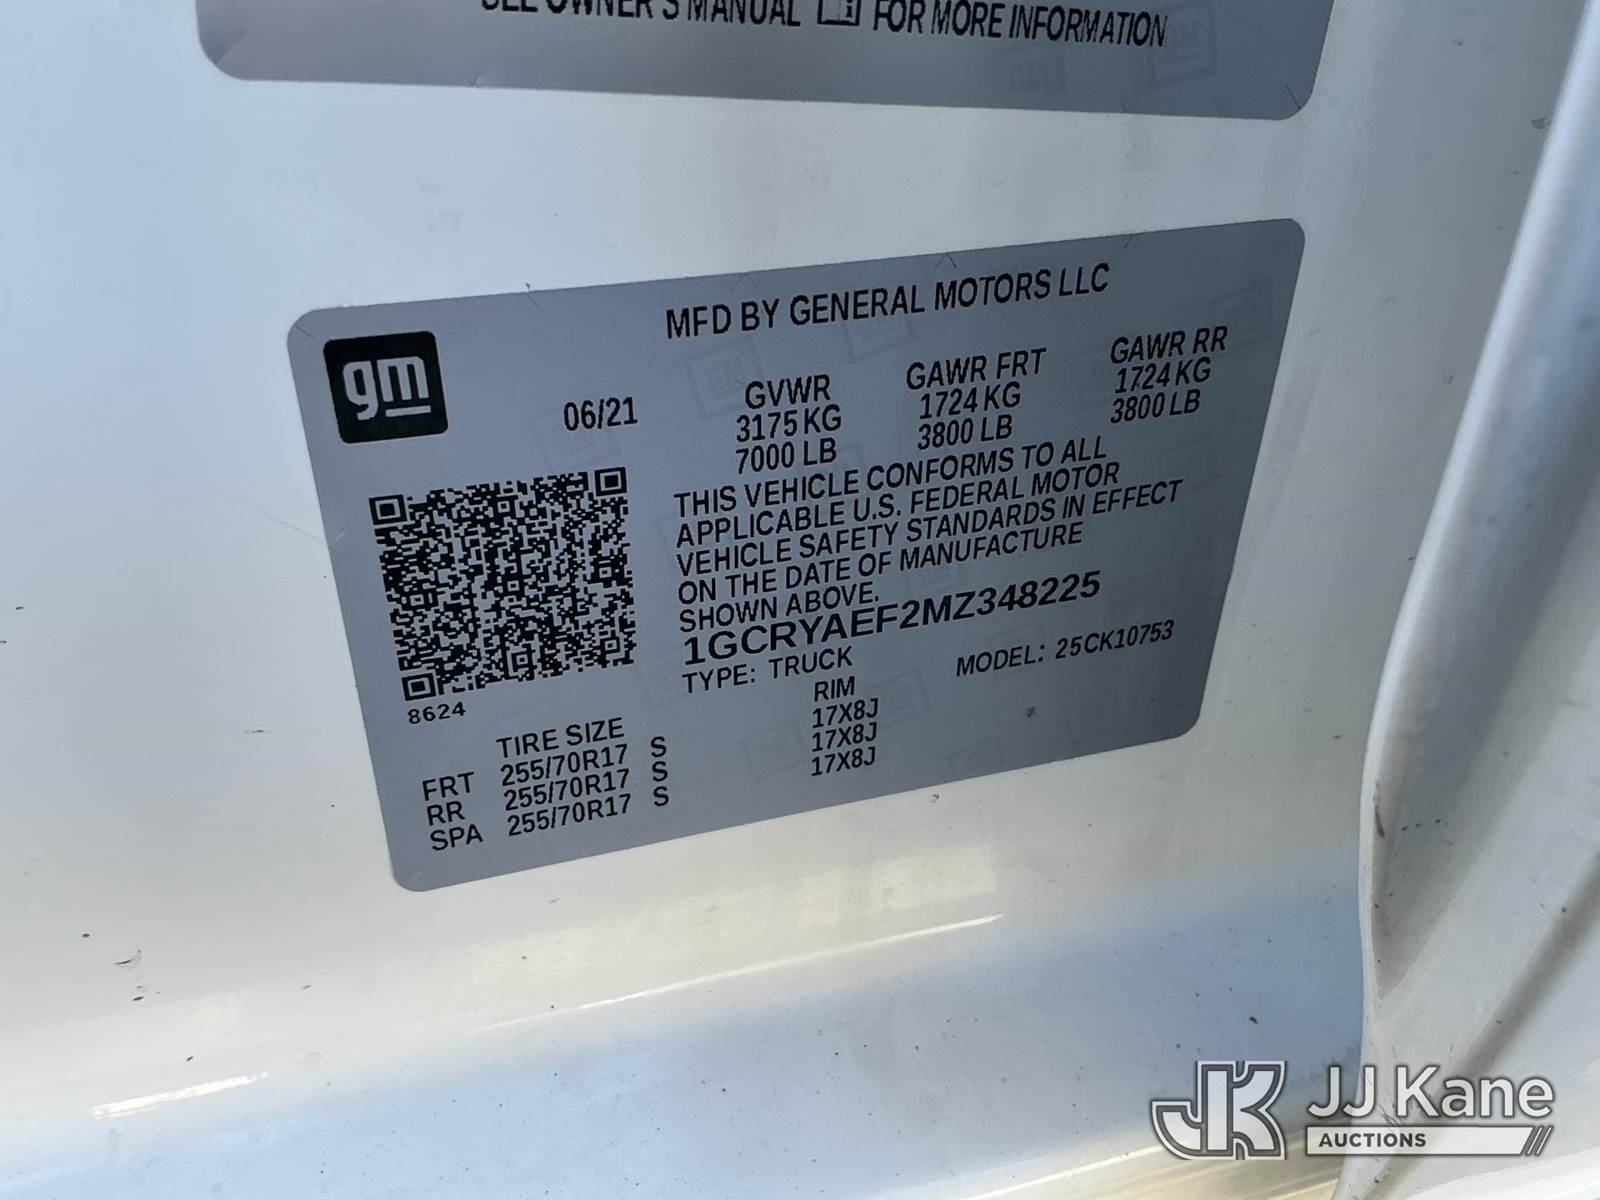 SEE OWNER'S MANUAL FOR MORE INFORMATION
MFD BY GENERAL MOTORS LLC
gm
06/21
GVWR GAWR FRT GAWR RR
3175 KG 1724 KG 1724 KG
7000 LB 3800 LB 3800 LB
THIS VEHICLE CONFORMS TO ALL
APPLICABLE U.S. FEDERAL MOTOR
VEHICLE SAFETY STANDARDS IN EFFECT
ON THE DATE OF MANUFACTURE
SHOWN ABOVE.
1GCRYAEF2MZ348225
TYPE: TRUCK MODEL: 25CK10753
8624
TIRE SIZE RIM
FRT 255/70R17 S 17X8J
RR 255/70R17 S 17X8J
SPA 255/70R17 S 17X8J
JK JJ Kane
AUCTIONS